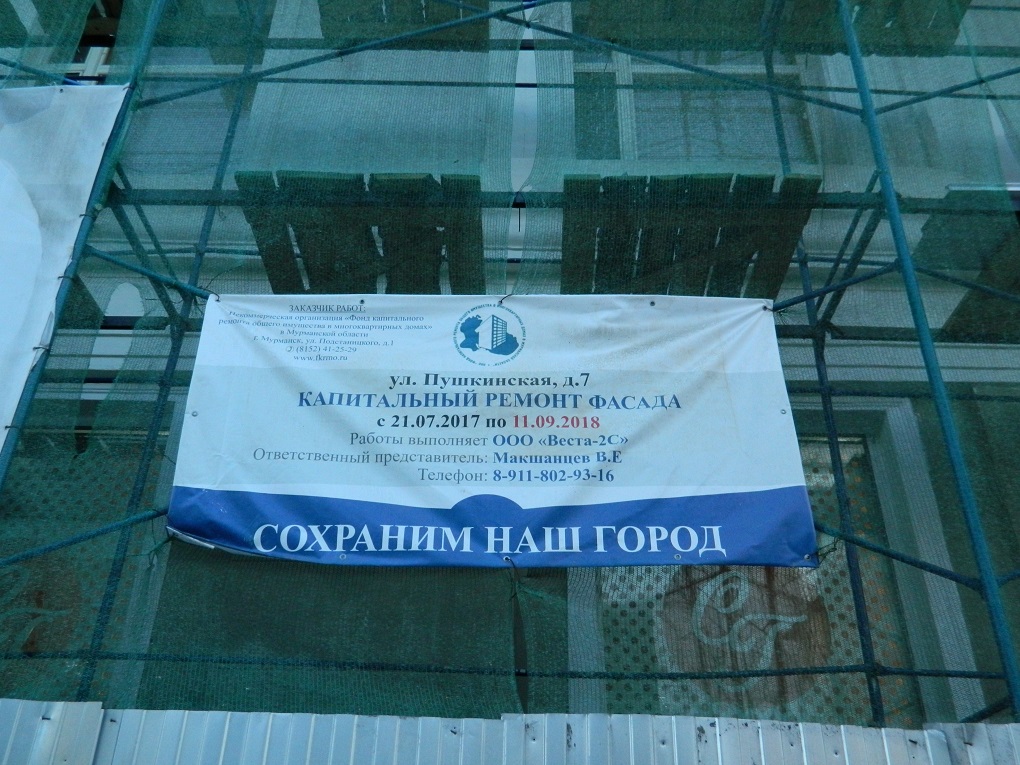 ЗАКАЗЧИК РАБОТ:
Некоммерческая организация «Фонд капитального
ремонта общего имущества в многоквартирных домах»
в Мурманской области
г. Мурманск, ул. Подстаницкого, д.1
(8152) 41-25-29
www.fkrmo.ru
ул. Пушкинская, д.7
КАПИТАЛЬНЫЙ РЕМОНТ ФАСАДА
с 21.07.2017 по 11.09.2018
Работы выполняет ООО «Веста-2С»
Ответственный представитель: Макшанцев В.Е
Телефон: 8-911-802-93-16
СОХРАНИМ НАШ ГОРОД